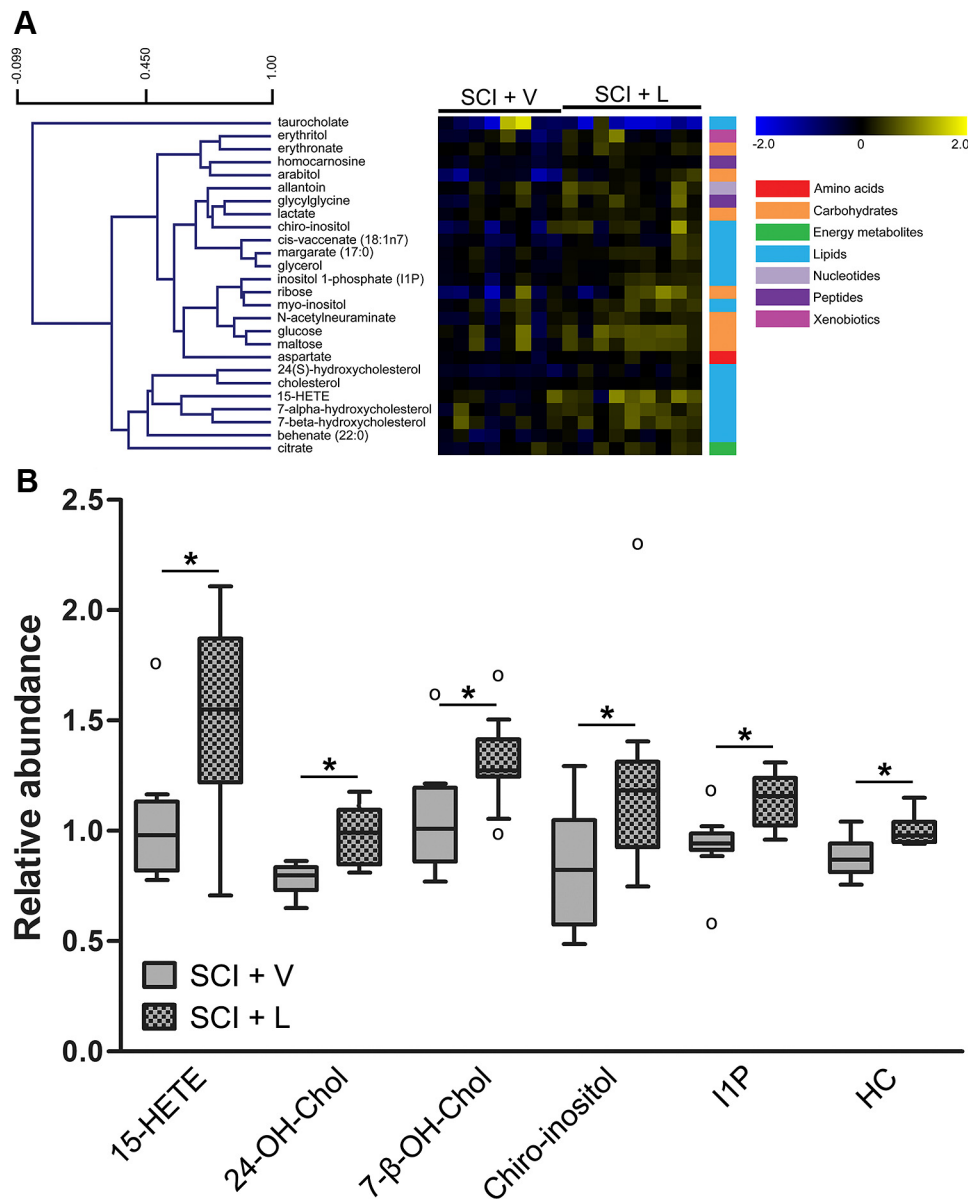 A
-0.099
0.450
1.00
SCI + V
SCI + L
-2.0
0
2.0
taurocholate
erythritol
erythronate
homocarnosine
arabitol
allantoin
glycylglycine
lactate
chiro-inositol
cis-vaccenate (18:1n7)
margarate (17:0)
glycerol
inositol 1-phosphate (I1P)
ribose
myo-inositol
N-acetylneuraminate
glucose
maltose
aspartate
24(S)-hydroxycholesterol
cholesterol
15-HETE
7-alpha-hydroxycholesterol
7-beta-hydroxycholesterol
behenate (22:0)
citrate
Amino acids
Carbohydrates
Energy metabolites
Lipids
Nucleotides
Peptides
Xenobiotics
B
Relative abundance
2.5
2.0
1.5
1.0
0.5
0.0
*
*
*
*
*
*
SCI + V
SCI + L
15-HETE
24-OH-Chol
7-β-OH-Chol
Chiro-inositol
I1P
HC